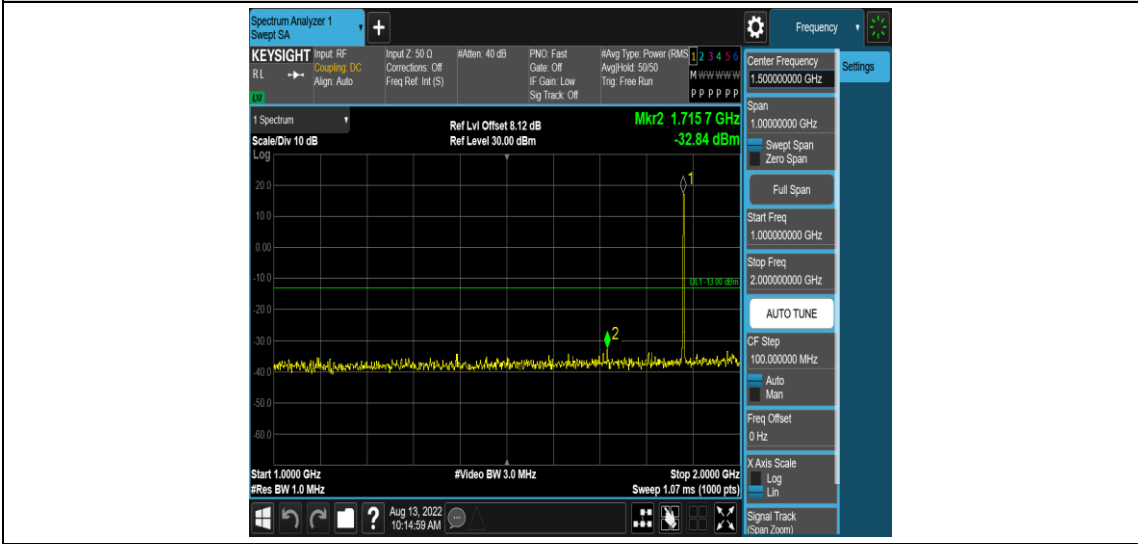 Spectrum Analyzer 1
Swept SA
+
Frequency
KEYSIGHT
RL
Input: RF
Coupling: DC
Align: Auto
Input Z: 50 Ω
Corrections: Off
Freq Ref: Int (S)
#Atten: 40 dB
PNO: Fast
Gate: Off
IF Gain: Low
Sig Track: Off
#Avg Type: Power (RMS
Avg|Hold: 50/50
Trig: Free Run
1 2 3 4 5 6
M W W W W W
P P P P P P
1 Spectrum
Scale/Div 10 dB
Log
Ref Lvl Offset 8.12 dB
Ref Level 30.00 dBm
Mkr2 1.715 7 GHz
-32.84 dBm
20.0
10.0
0.00
-10.0
-20.0
-30.0
-40.0
-50.0
-60.0
1
2
DL1 -13.00 dBm
Start 1.0000 GHz
#Res BW 1.0 MHz
#Video BW 3.0 MHz
Stop 2.0000 GHz
Sweep 1.07 ms (1000 pts)
?
Aug 13, 2022
10:14:59 AM
Center Frequency
1.500000000 GHz
Settings
Span
1.00000000 GHz
Swept Span
Zero Span
Full Span
Start Freq
1.000000000 GHz
Stop Freq
2.000000000 GHz
AUTO TUNE
CF Step
100.000000 MHz
Auto
Man
Freq Offset
0 Hz
X Axis Scale
Log
Lin
Signal Track
(Span Zoom)